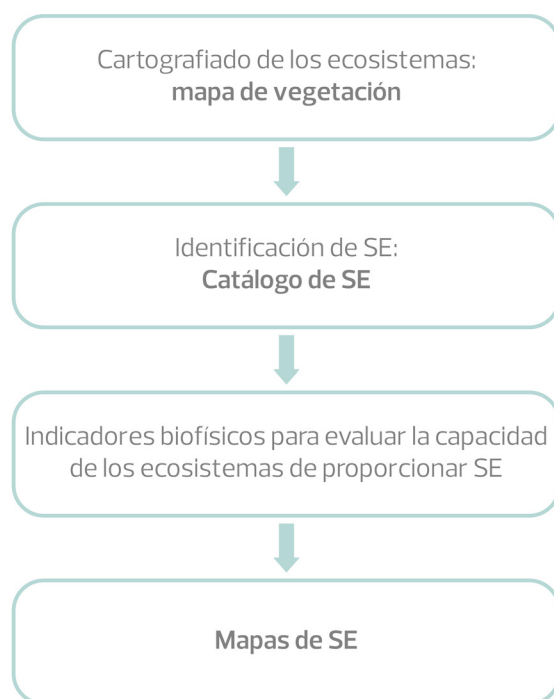 Cartografiado de los ecosistemas:
mapa de vegetación
Identificación de SE:
Catálogo de SE
Indicadores biofísicos para evaluar la capacidad
de los ecosistemas de proporcionar SE
Mapas de SE